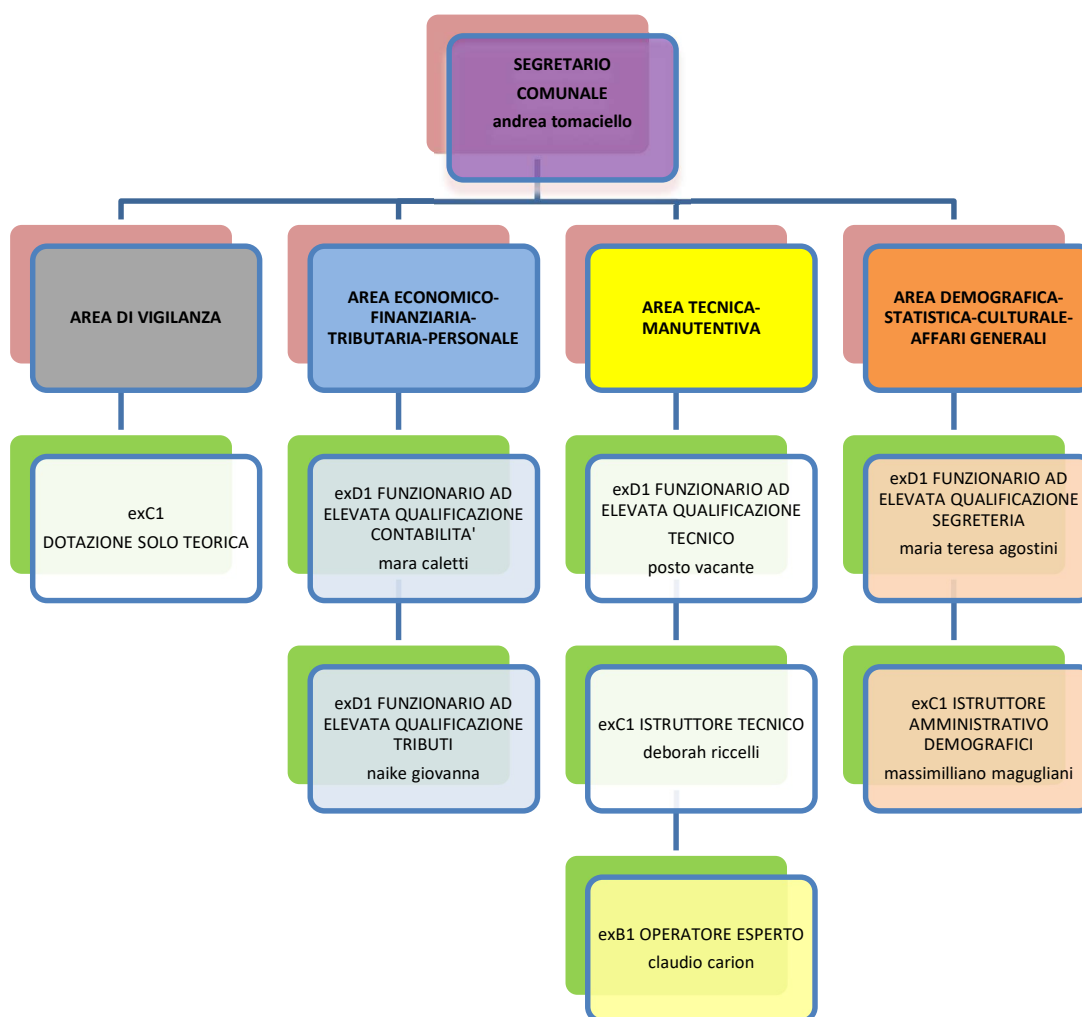 SEGRETARIO
COMUNALE
andrea tomaciello
AREA DI VIGILANZA
AREA ECONOMICO-
FINANZIARIA-
TRIBUTARIA-PERSONALE
AREA TECNICA-
MANUTENTIVA
AREA DEMOGRAFICA-
STATISTICA-CULTURALE-
AFFARI GENERALI
exC1
DOTAZIONE SOLO TEORICA
exD1 FUNZIONARIO AD
ELEVATA QUALIFICAZIONE
CONTABILITA'
mara caletti
exD1 FUNZIONARIO AD
ELEVATA QUALIFICAZIONE
TECNICO
posto vacante
exD1 FUNZIONARIO AD
ELEVATA QUALIFICAZIONE
SEGRETERIA
maria teresa agostini
exD1 FUNZIONARIO AD
ELEVATA QUALIFICAZIONE
TRIBUTI
naike giovanna
exC1 ISTRUTTORE TECNICO
deborah riccelli
exC1 ISTRUTTORE
AMMINISTRATIVO
DEMOGRAFICI
massimilliano magugliani
exB1 OPERATORE ESPERTO
claudio carion